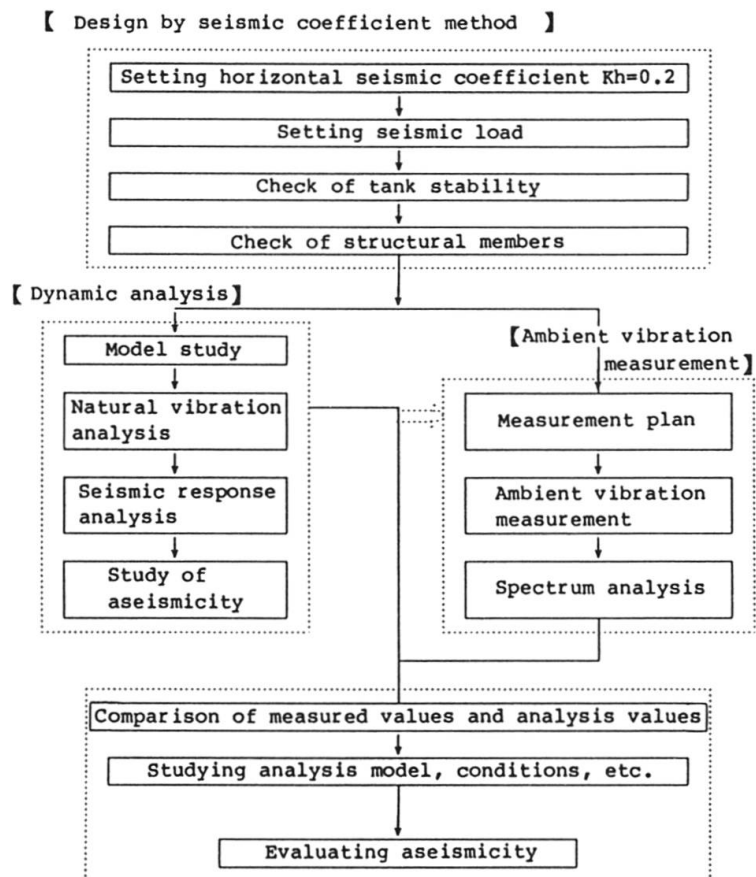 【 Design by seismic coefficient method 】
Setting horizontal seismic coefficient Kh=0.2
Setting seismic load
Check of tank stability
Check of structural members
【 Dynamic analysis】
Model study
Natural vibration
analysis
Seismic response
analysis
Study of
aseismicity
【Ambient vibration
measurement】
Measurement plan
Ambient vibration
measurement
Spectrum analysis
Comparison of measured values and analysis values
Studying analysis model, conditions, etc.
Evaluating aseismicity